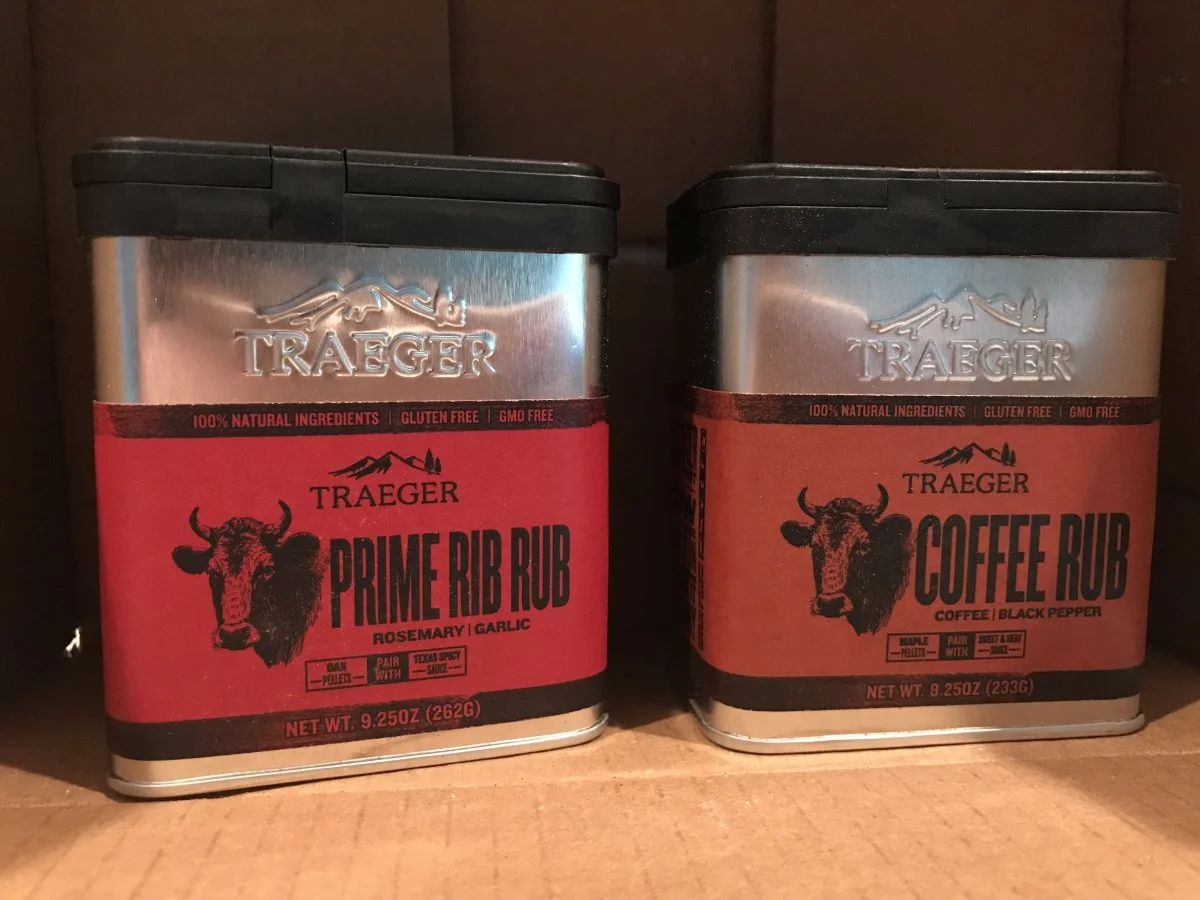 TRAEGER
100% NATURAL INGREDIENTS | GLUTEN FREE | GMO FREE
TRAEGER
PRIME RIB RUB
ROSEMARY | GARLIC
OAK
PELLETS
PAIR
WITH
TEXAS SPICY
SAUCE
NET WT. 9.25OZ (262G)
TRAEGER
100% NATURAL INGREDIENTS | GLUTEN FREE | GMO FREE
TRAEGER
COFFEE RUB
COFFEE | BLACK PEPPER
MAPLE
PELLETS
PAIR
WITH
SWEET & HEAT
SAUCE
NET WT. 8.25OZ (233G)